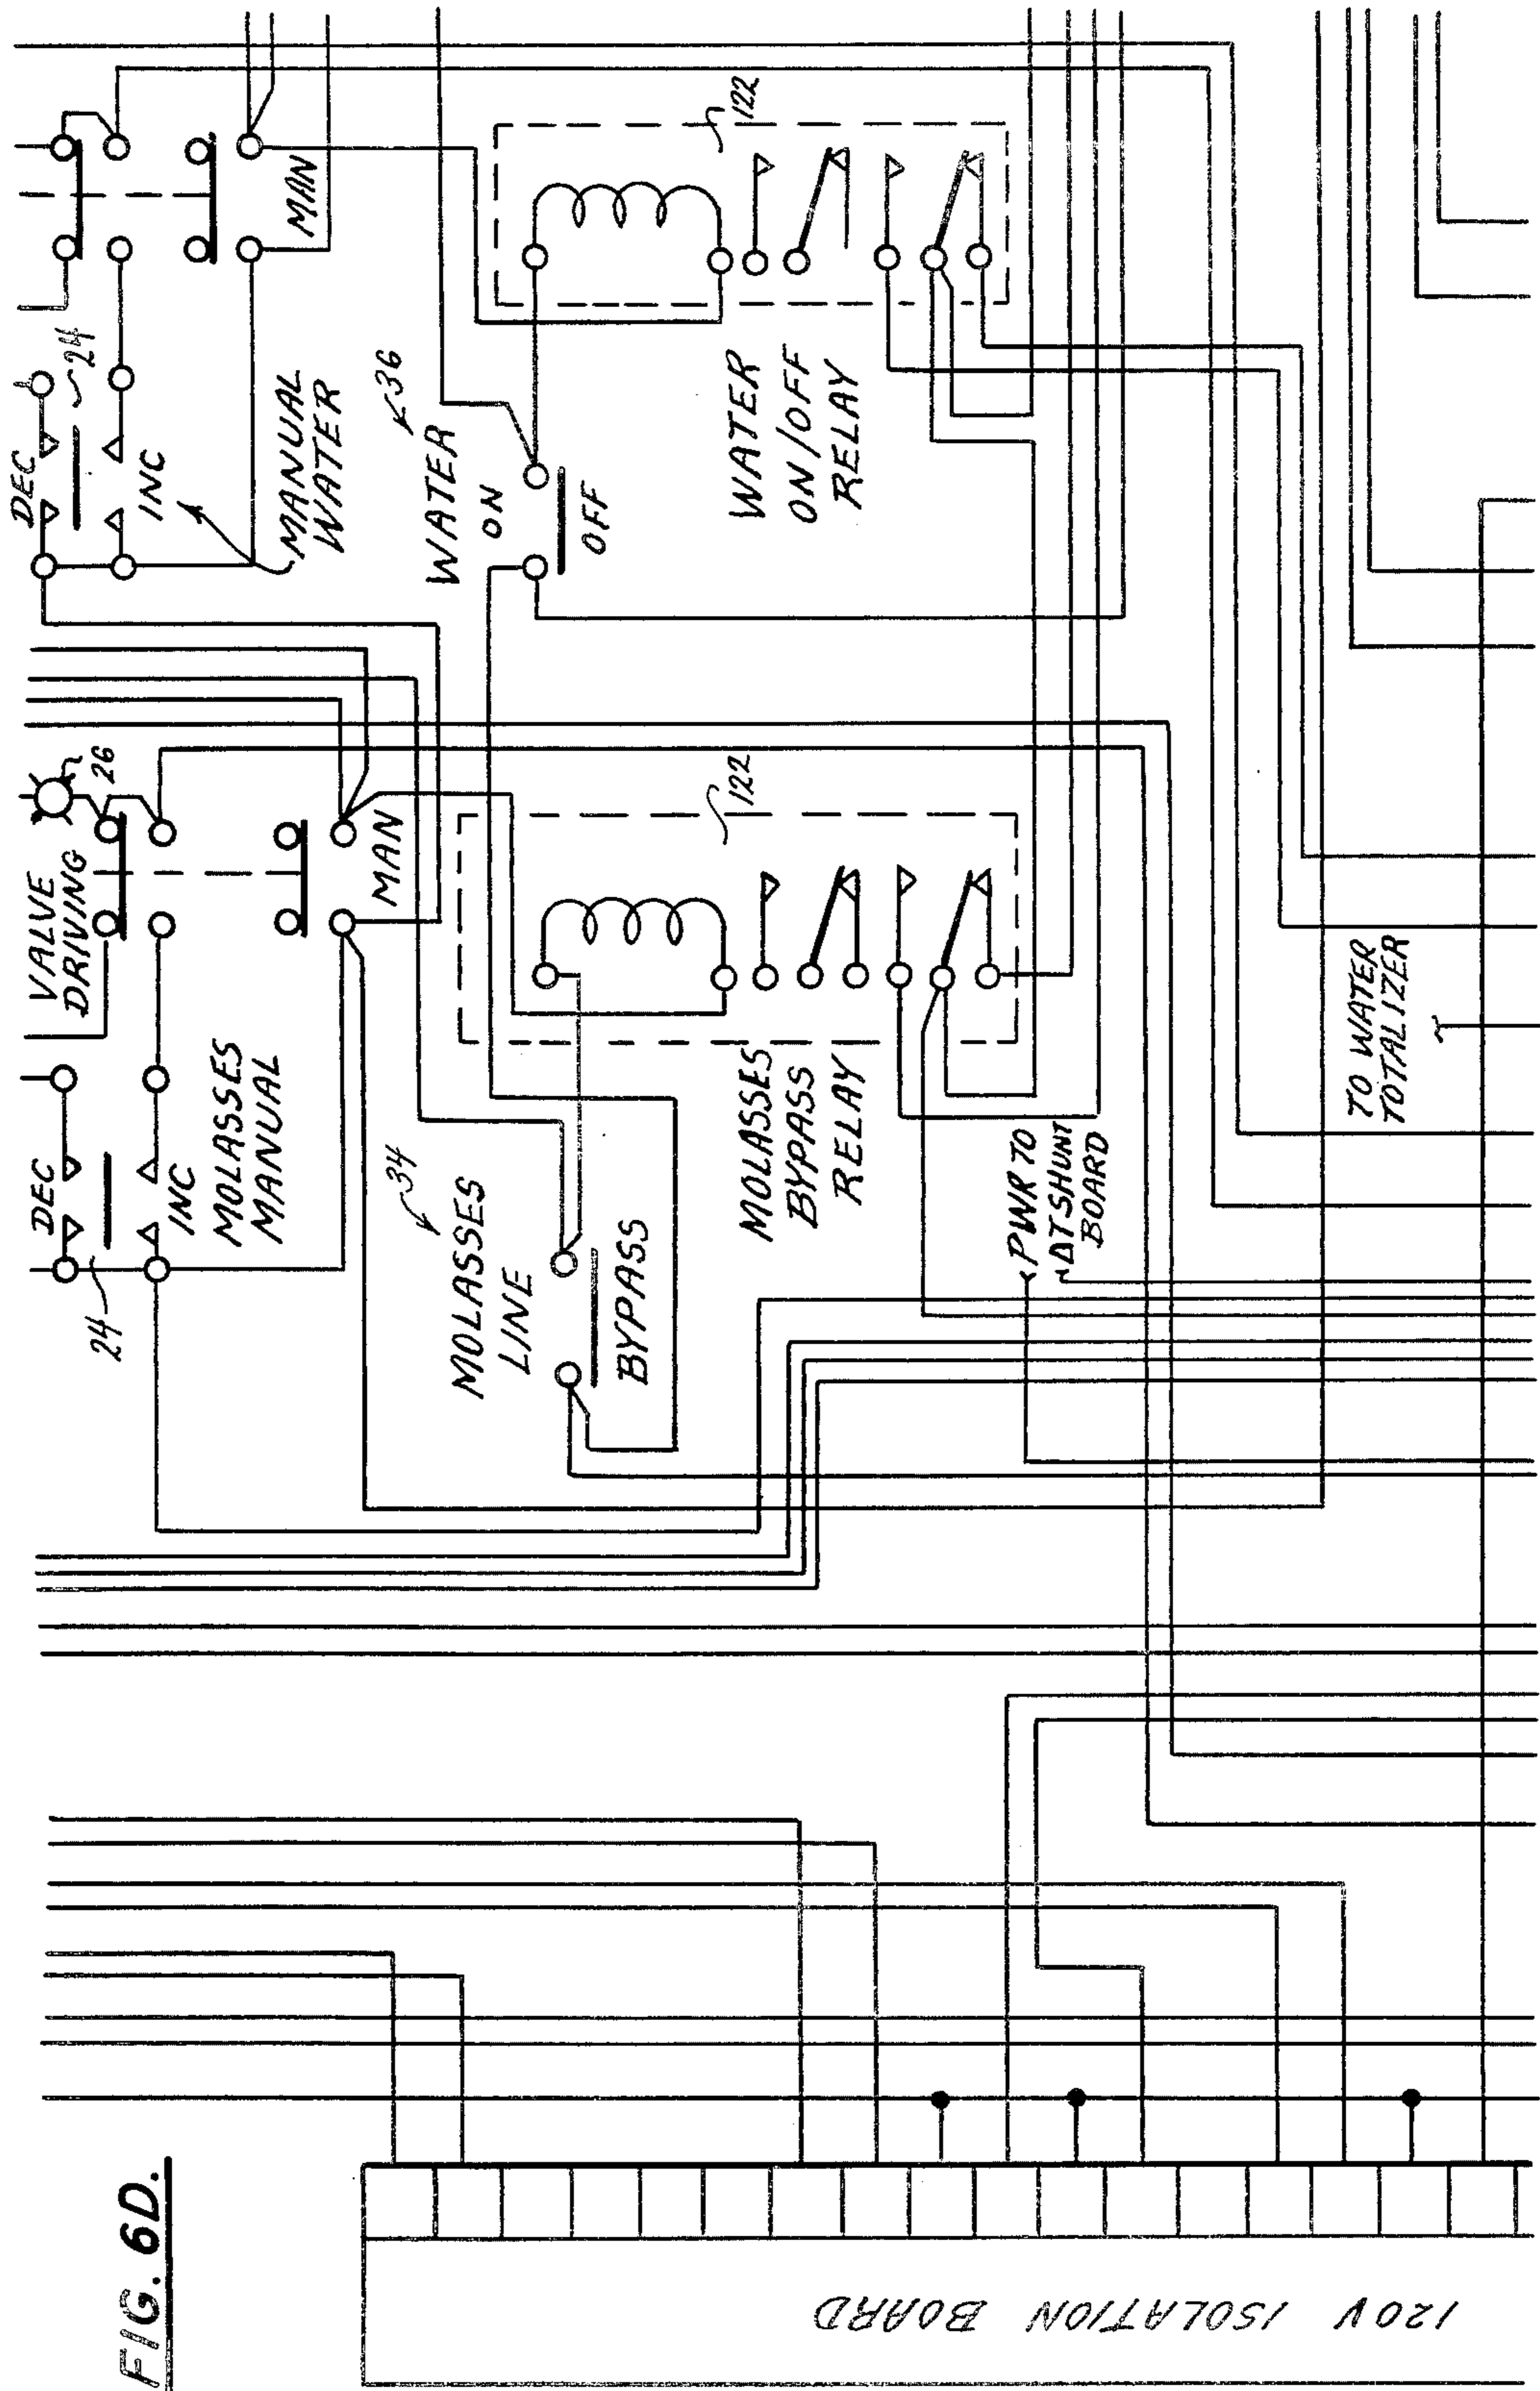 FIG. 6D.
120V ISOLATION BOARD
24
DEC
INC
MOLASSES
MANUAL
VALVE
DRIVING
26
MAN
DEC
24
INC
MANUAL
WATER
MAN
34
MOLASSES
LINE
BYPASS
122
MOLASSES
BYPASS
RELAY
36
WATER
ON
OFF
122
WATER
ON/OFF
RELAY
PWR TO
ΔT SHUNT
BOARD
TO WATER
TOTALIZER